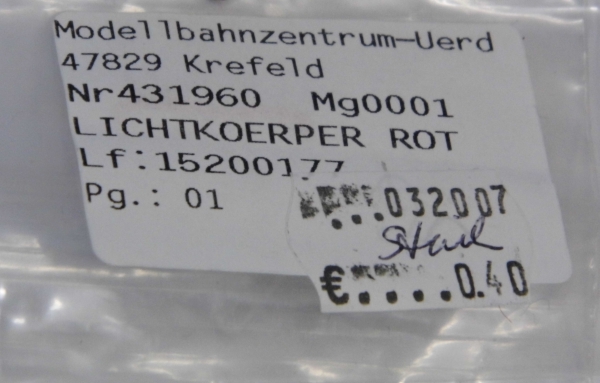 Modellbahnzentrum-Uerd
47829 Krefeld
Nr431960 Mg0001
LICHTKOERPER ROT
Lf:15200177
Pg.: 01
...032007
€.....0.40